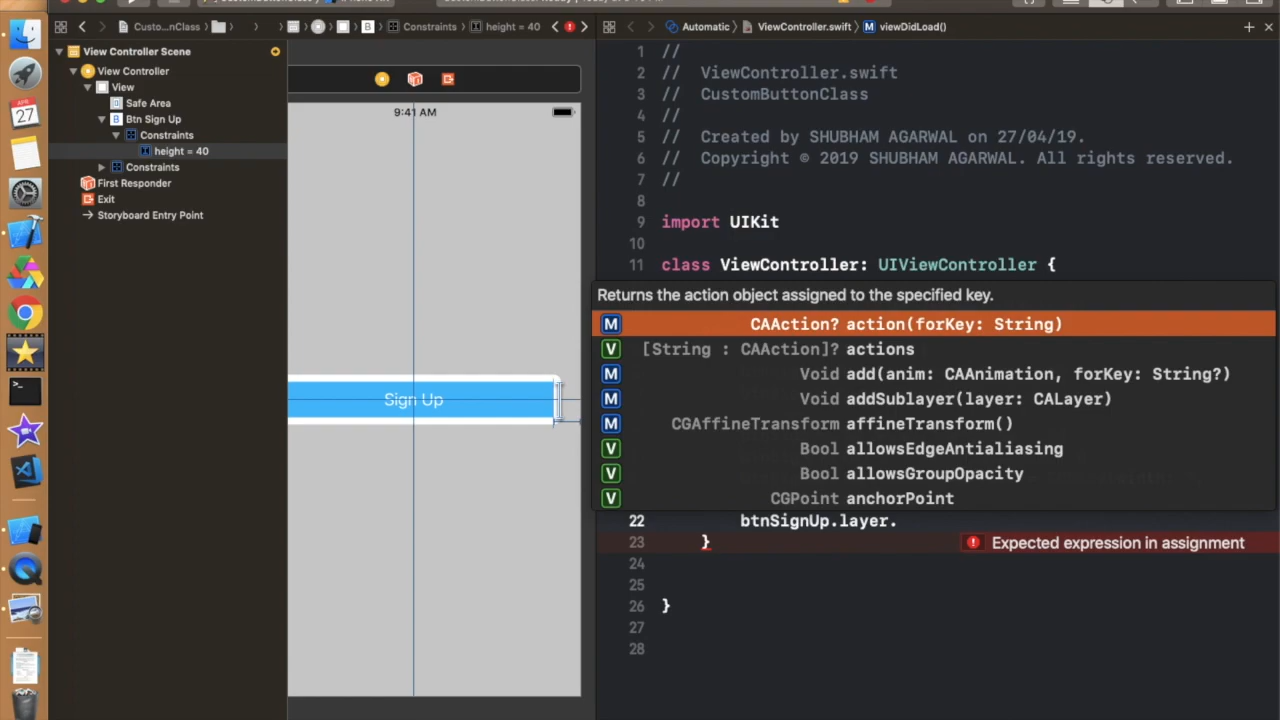 Custo…nClass
Constraints
height = 40
Automatic
ViewController.swift
viewDidLoad()
View Controller Scene
View Controller
View
Safe Area
B Btn Sign Up
Constraints
height = 40
Constraints
First Responder
Exit
Storyboard Entry Point
APR
27
9:41 AM
Sign Up
1 //
2 //  ViewController.swift
3 //  CustomButtonClass
4 //
5 //  Created by SHUBHAM AGARWAL on 27/04/19.
6 //  Copyright © 2019 SHUBHAM AGARWAL. All rights reserved.
7 //
8
9 import UIKit
10
11 class ViewController: UIViewController {
Returns the action object assigned to the specified key.
M CAAction? action(forKey: String)
V [String : CAAction]? actions
M Void add(anim: CAAnimation, forKey: String?)
M Void addSublayer(layer: CALayer)
M CGAffineTransform affineTransform()
V Bool allowsEdgeAntialiasing
V Bool allowsGroupOpacity
V CGPoint anchorPoint
22 btnSignUp.layer.
23 } Expected expression in assignment
24
25
26 }
27
28